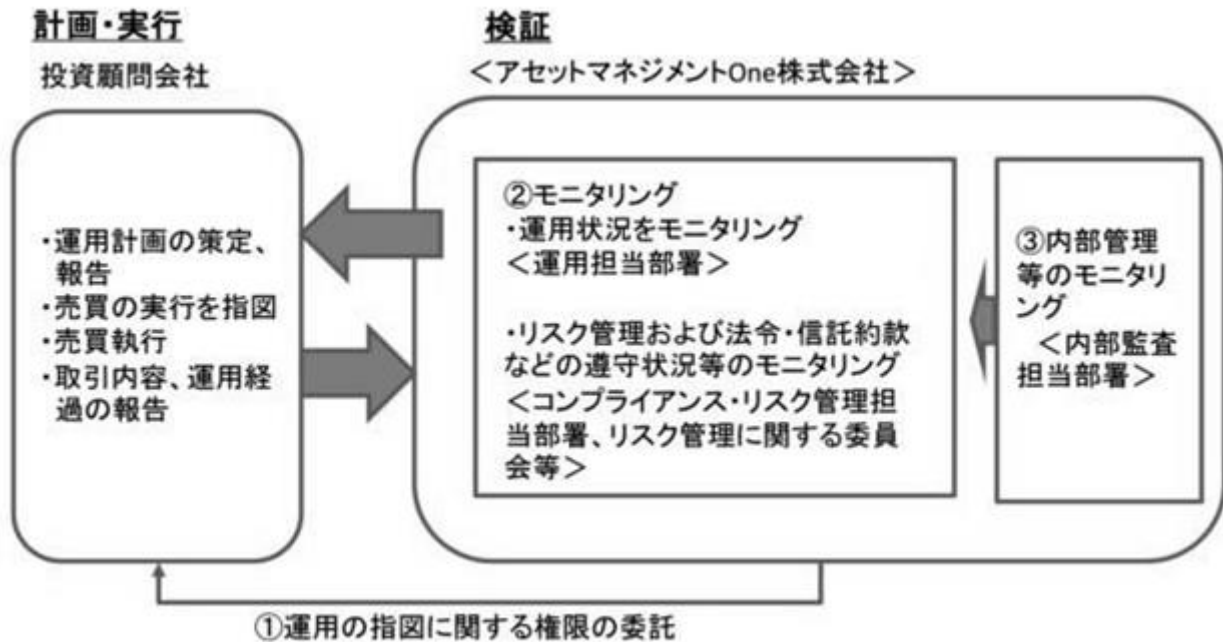 計画・実行
投資顧問会社
・運用計画の策定、
報告
・売買の実行を指図
・売買執行
・取引内容、運用経
過の報告
検証
＜アセットマネジメントOne株式会社＞
②モニタリング
・運用状況をモニタリング
＜運用担当部署＞
・リスク管理および法令・信託約款
などの遵守状況等のモニタリング
＜コンプライアンス・リスク管理担
当部署、リスク管理に関する委員
会等＞
③内部管理
等のモニタリ
ング
＜内部監査
担当部署＞
①運用の指図に関する権限の委託